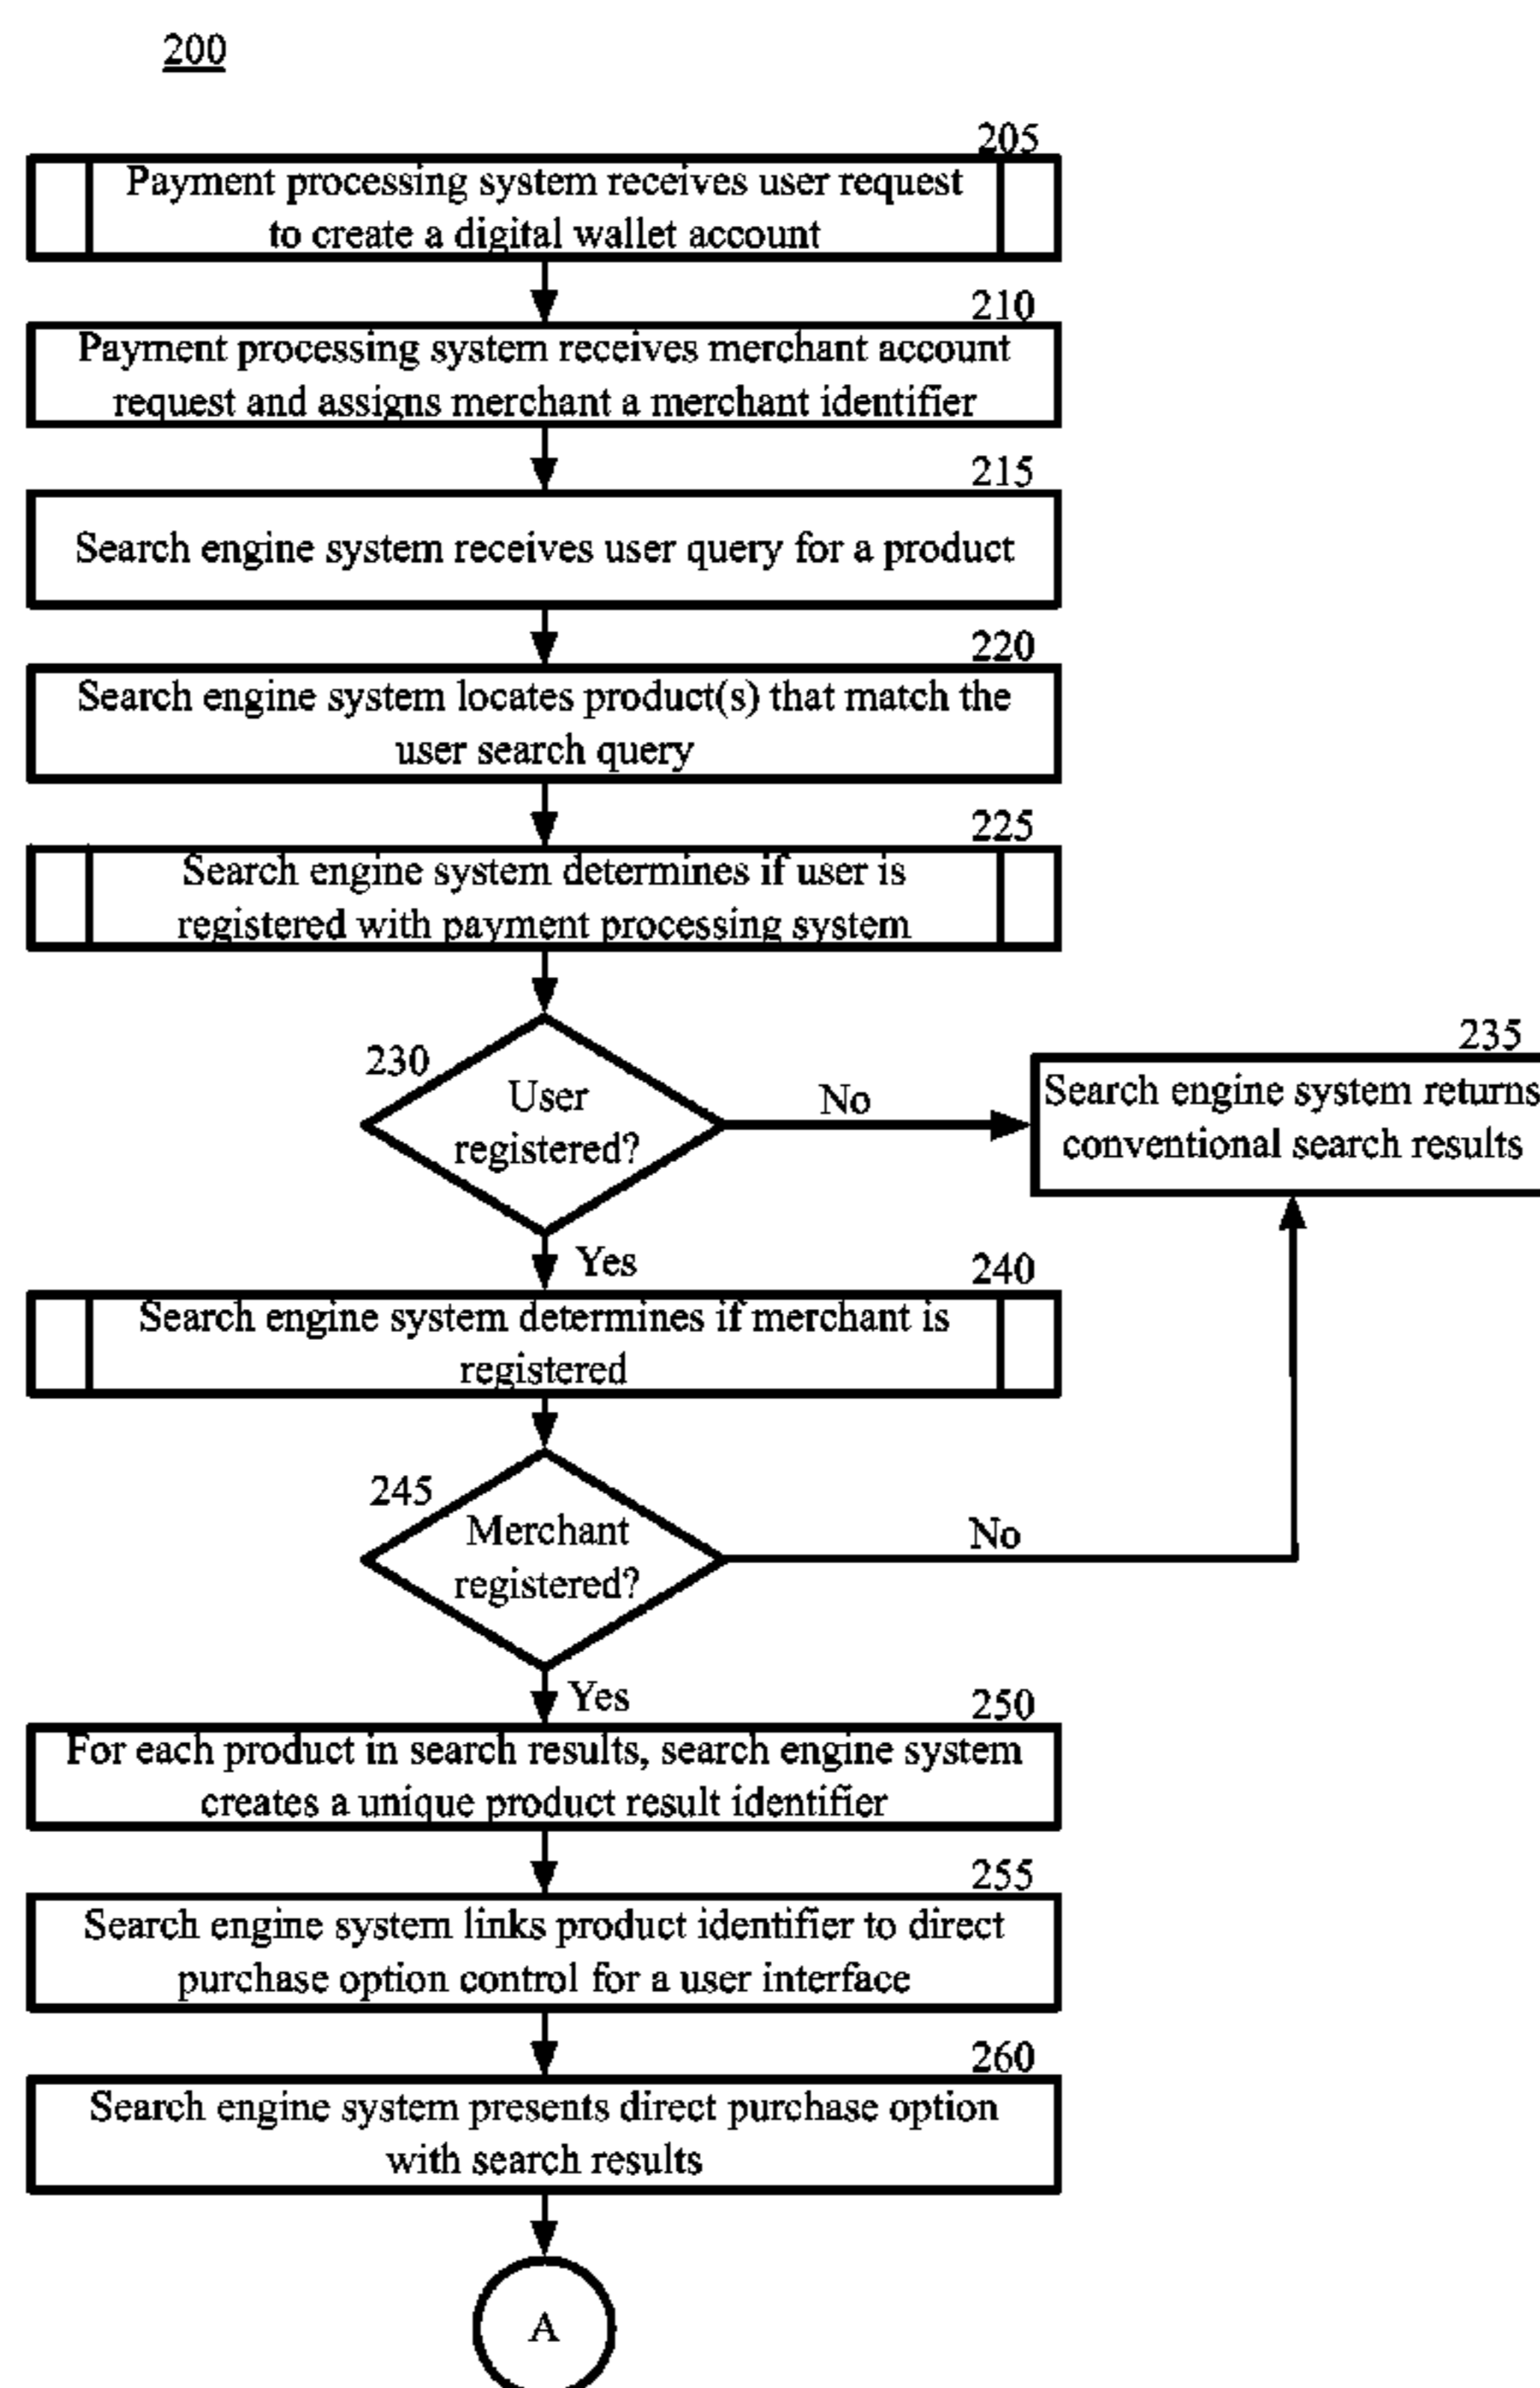 200
205
Payment processing system receives user request
to create a digital wallet account
210
Payment processing system receives merchant account
request and assigns merchant a merchant identifier
215
Search engine system receives user query for a product
220
Search engine system locates product(s) that match the
user search query
225
Search engine system determines if user is
registered with payment processing system
230
User
registered?
No
235
Search engine system returns
conventional search results
Yes
240
Search engine system determines if merchant is
registered
245
Merchant
registered?
No
Yes
250
For each product in search results, search engine system
creates a unique product result identifier
255
Search engine system links product identifier to direct
purchase option control for a user interface
260
Search engine system presents direct purchase option
with search results
A